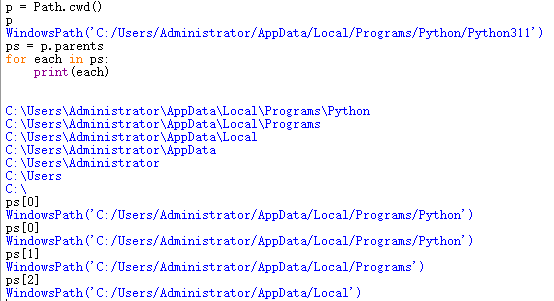 p = Path.cwd()
p
WindowsPath('C:/Users/Administrator/AppData/Local/Programs/Python/Python311')
ps = p.parents
for each in ps:
    print(each)
C:\Users\Administrator\AppData\Local\Programs\Python
C:\Users\Administrator\AppData\Local\Programs
C:\Users\Administrator\AppData\Local
C:\Users\Administrator\AppData
C:\Users\Administrator
C:\Users
C:\
ps[0]
WindowsPath('C:/Users/Administrator/AppData/Local/Programs/Python')
ps[0]
WindowsPath('C:/Users/Administrator/AppData/Local/Programs/Python')
ps[1]
WindowsPath('C:/Users/Administrator/AppData/Local/Programs')
ps[2]
WindowsPath('C:/Users/Administrator/AppData/Local')